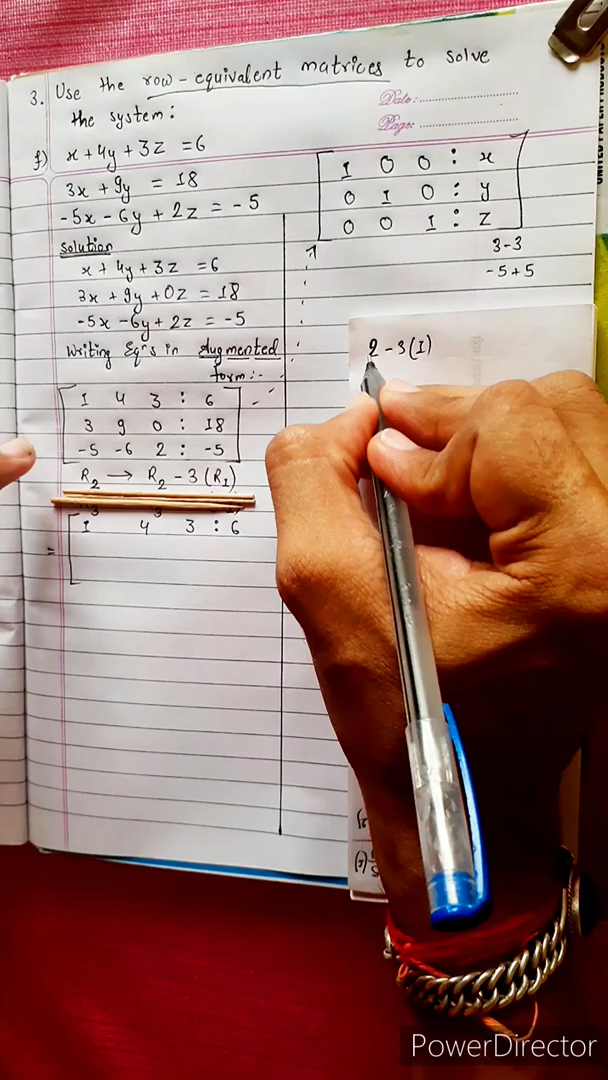 3. Use the row-equivalent matrices to solve
the system:
Date:
Page:
f) x + 4y + 3z = 6
3x + 9y = 18
-5x - 6y + 2z = -5
Solution
x + 4y + 3z = 6
3x + 9y + 0z = 18
-5x - 6y + 2z = -5
Writing Eqns in Augmented
form:-
1 4 3 : 6
3 9 0 : 18
-5 -6 2 : -5
R2 → R2 - 3(R1)
= 1 4 3 : 6
1 0 0 : x
0 1 0 : y
0 0 1 : z
3-3
-5+5
2 - 3(1)
PowerDirector